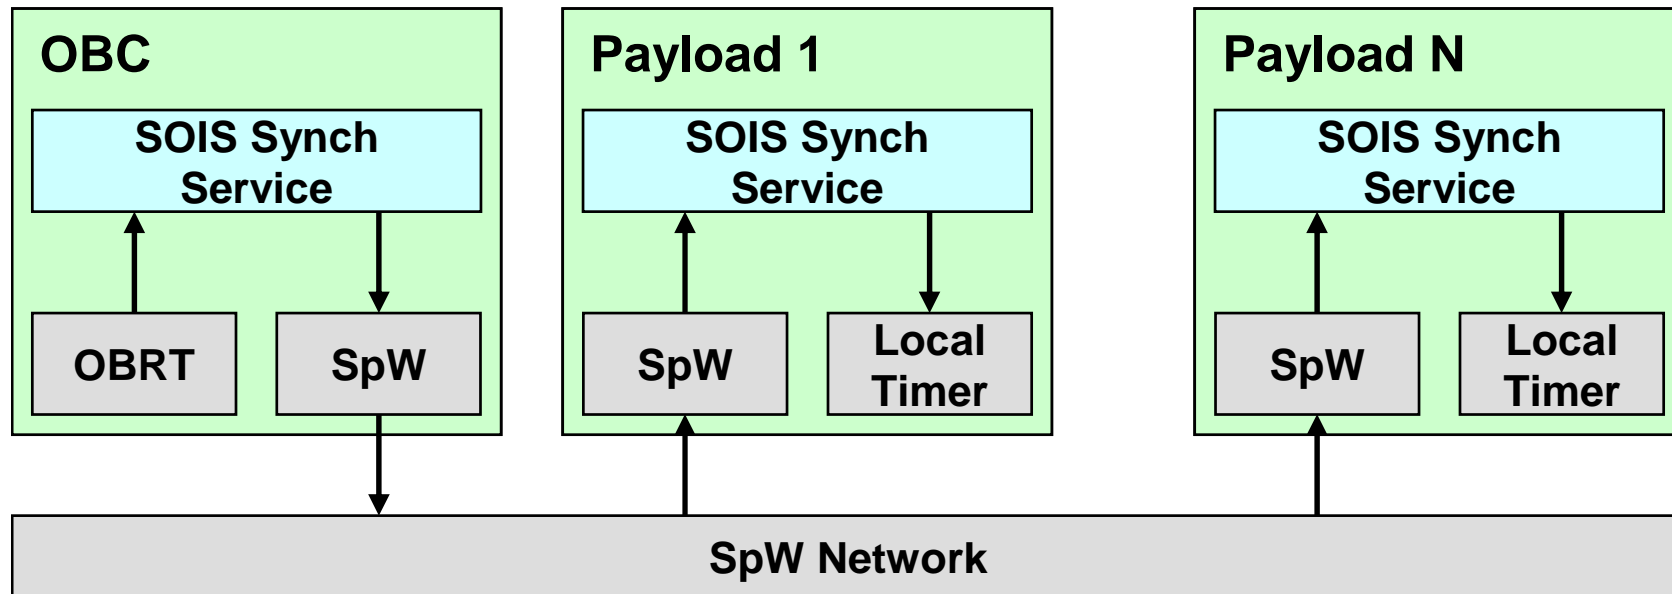 OBC
SOIS Synch
Service
OBRT
SpW
Payload 1
SOIS Synch
Service
SpW
Local
Timer
Payload N
SOIS Synch
Service
SpW
Local
Timer
SpW Network